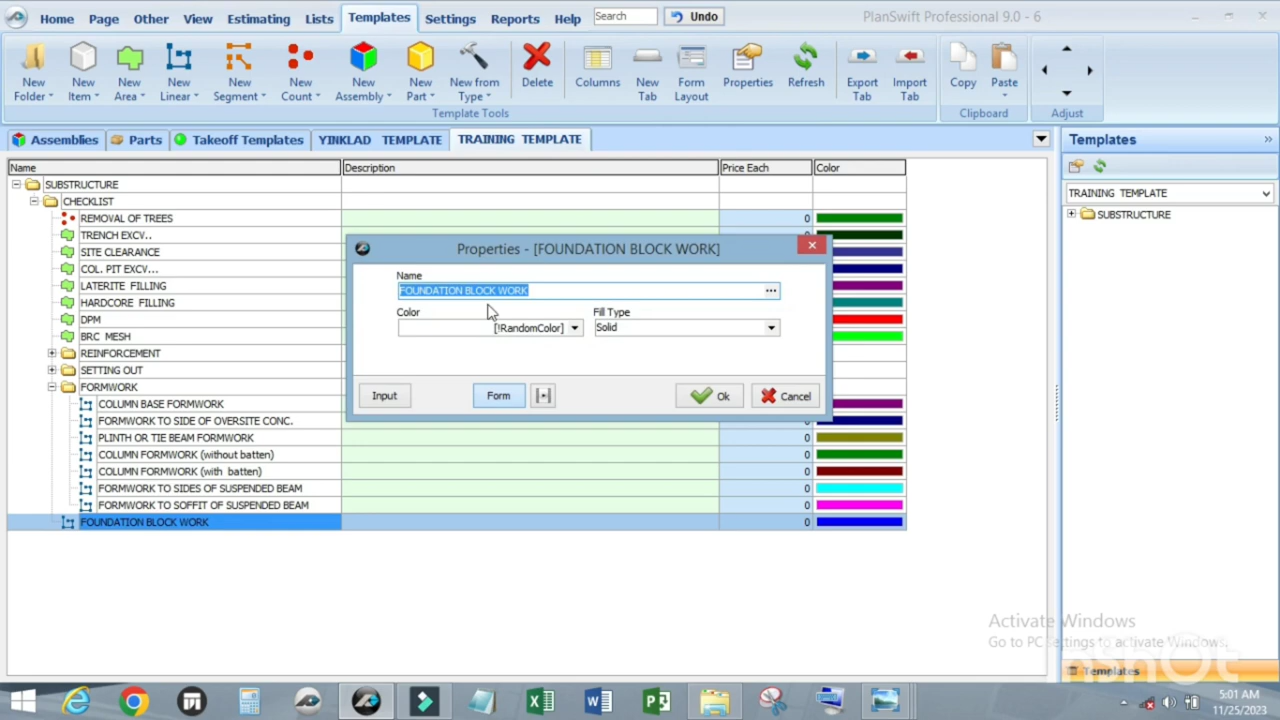 Home Page Other View Estimating Lists Templates Settings Reports Help Search Undo PlanSwift Professional 9.0 - 6
New Folder New Item New Area New Linear New Segment New Count New Assembly New Part New from Type Delete Columns New Tab Form Layout Properties Refresh Export Tab Import Tab Copy Paste
Template Tools Clipboard Adjust
Assemblies Parts Takeoff Templates YINKLAD TEMPLATE TRAINING TEMPLATE Templates
Name Description Price Each Color
TRAINING TEMPLATE
SUBSTRUCTURE
SUBSTRUCTURE
CHECKLIST
REMOVAL OF TREES 0
TRENCH EXCV.. 0
SITE CLEARANCE
COL. PIT EXCV...
LATERITE FILLING
HARDCORE FILLING
DPM
BRC MESH
REINFORCEMENT
SETTING OUT
FORMWORK
COLUMN BASE FORMWORK
FORMWORK TO SIDE OF OVERSITE CONC.
PLINTH OR TIE BEAM FORMWORK 0
COLUMN FORMWORK (without batten) 0
COLUMN FORMWORK (with batten) 0
FORMWORK TO SIDES OF SUSPENDED BEAM 0
FORMWORK TO SOFFIT OF SUSPENDED BEAM 0
FOUNDATION BLOCK WORK 0
Properties - [FOUNDATION BLOCK WORK]
Name
FOUNDATION BLOCK WORK
Color Fill Type
[!RandomColor] Solid
Input Form Ok Cancel
Activate Windows
Go to PC settings to activate Windows.
InShOt
Templates
5:01 AM
11/25/2023